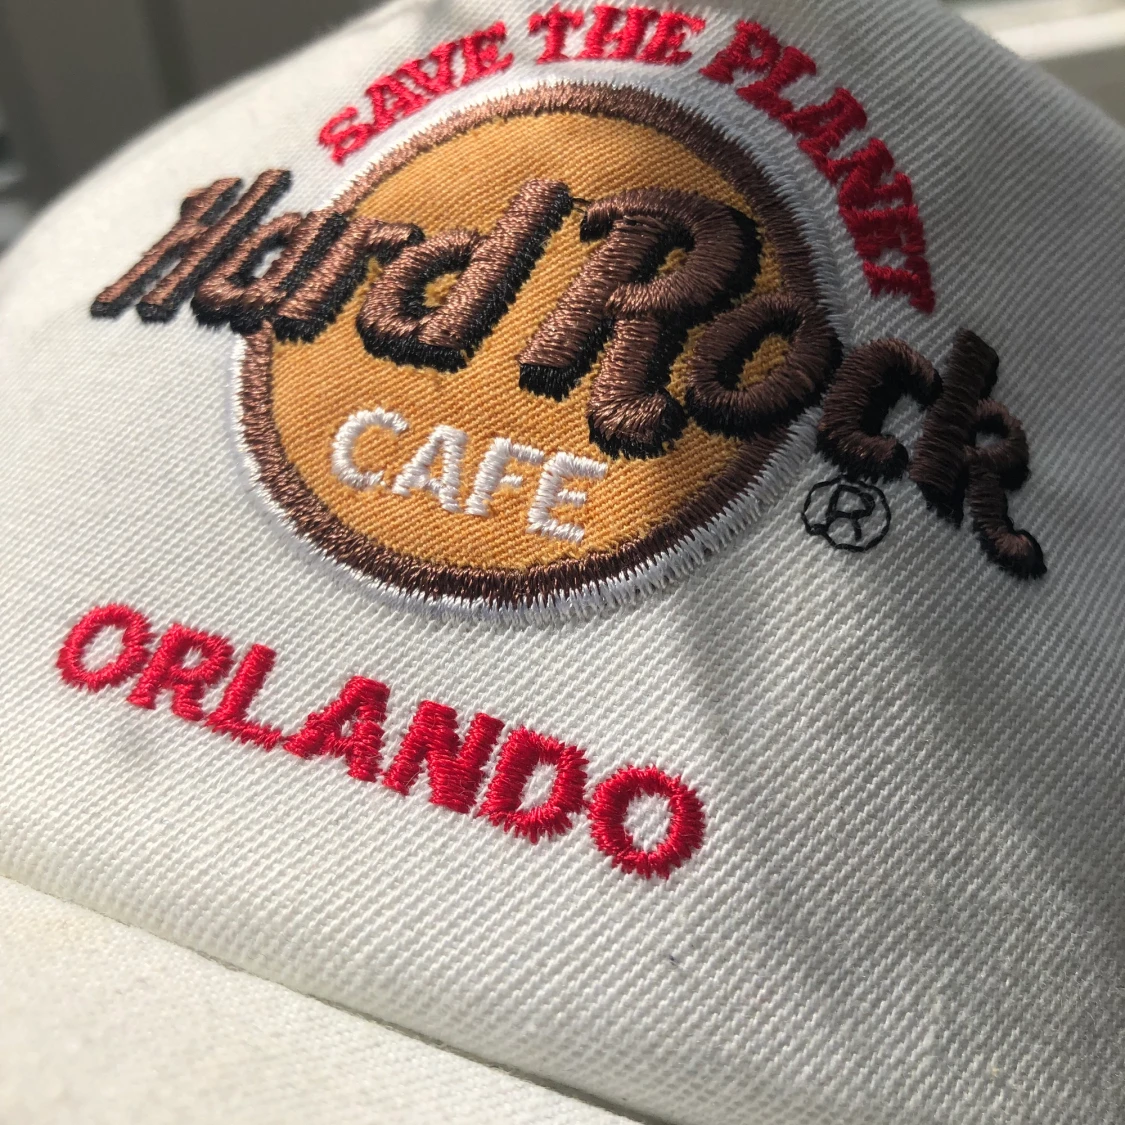 SAVE THE PLANET
Hard Rock
CAFE
®
ORLANDO